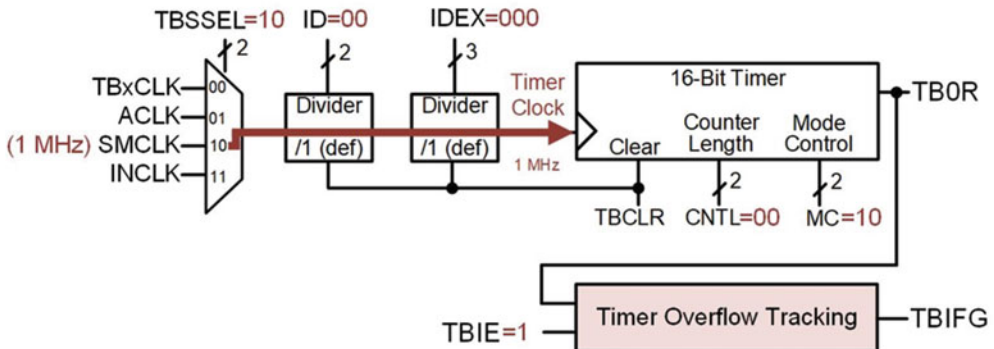 TBSSEL=10 ID=00 IDEX=000
2 2 3
TBxCLK 00
ACLK 01
(1 MHz) SMCLK 10
INCLK 11
Divider
/1 (def)
Divider
/1 (def)
Timer
Clock
1 MHz
16-Bit Timer
Clear
Counter
Length
Mode
Control
TB0R
TBCLR
2
CNTL=00
2
MC=10
TBIE=1
Timer Overflow Tracking
TBIFG